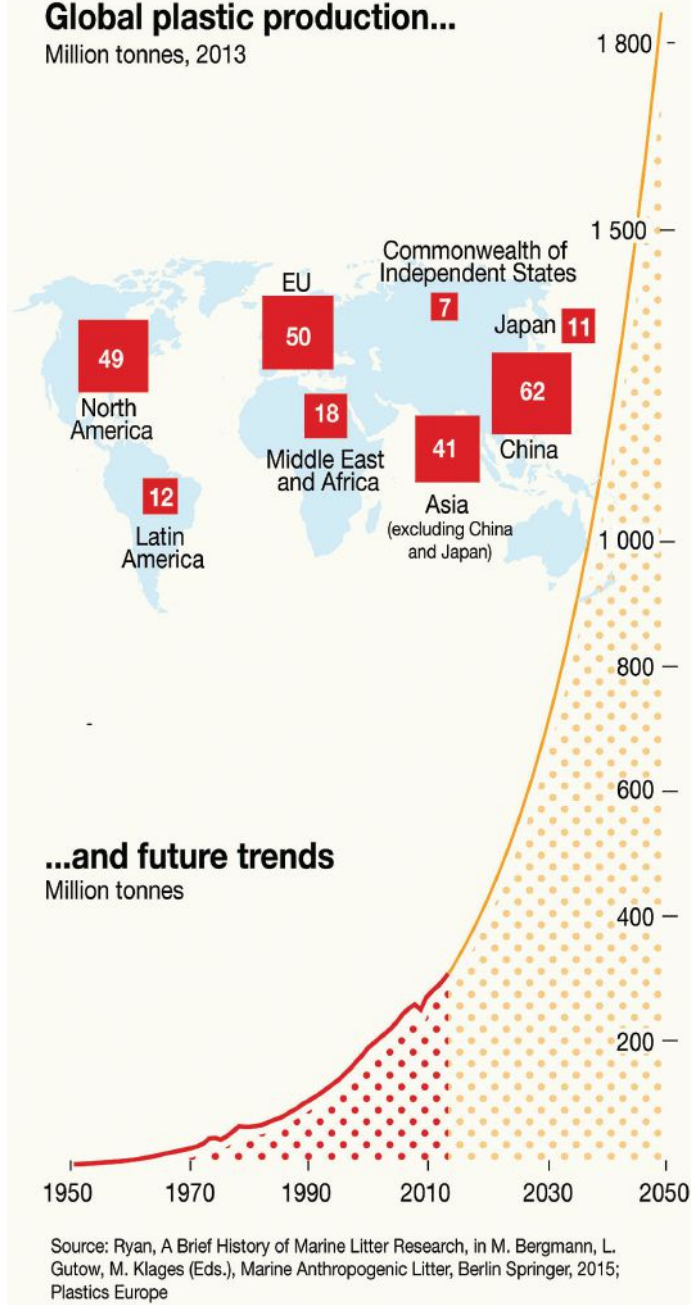 Global plastic production...
Million tonnes, 2013
1 800
1 500
Commonwealth of
Independent States
7
EU
50
Japan 11
49
North
America
62
China
18
Middle East
and Africa
41
Asia
(excluding China
and Japan)
12
Latin
America
1 000
800
-
600
...and future trends
Million tonnes
400
200
1950 1970 1990 2010 2030 2050
Source: Ryan, A Brief History of Marine Litter Research, in M. Bergmann, L.
Gutow, M. Klages (Eds.), Marine Anthropogenic Litter, Berlin Springer, 2015;
Plastics Europe